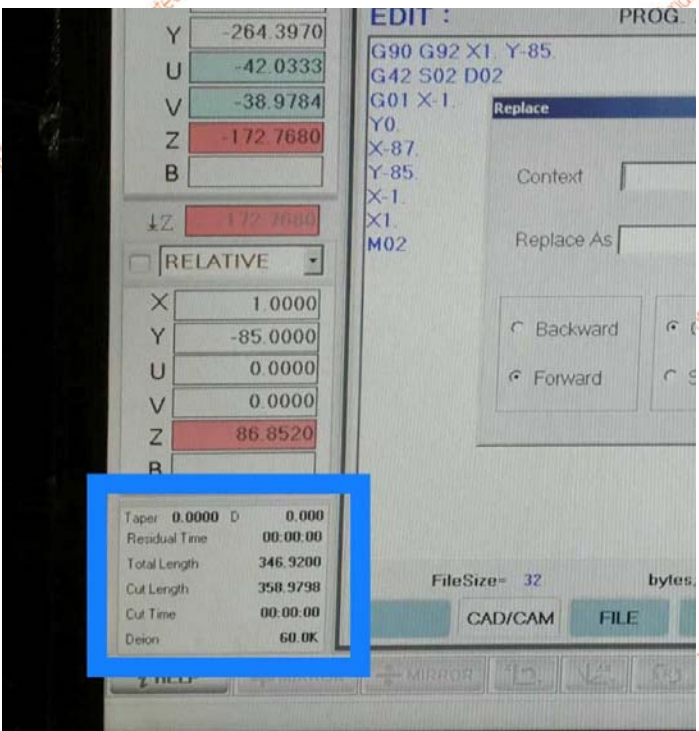 EDIT : PROG.
Y -264.3970
U -42.0333
V -38.9784
Z -172.7680
B
↓Z -172.7680
RELATIVE
X 1.0000
Y -85.0000
U 0.0000
V 0.0000
Z 86.8520
B
Taper 0.0000 D 0.000
Residual Time 00:00:00
Total Length 346.9200
Cut Length 358.9798
Cut Time 00:00:00
Deion 60.0K
G90 G92 X1. Y-85.
G42 S02 D02
G01 X-1.
Y0.
X-87.
Y-85.
X-1.
X1.
M02
Replace
Context
Replace As
Backward
Forward
FileSize= 32 bytes,
CAD/CAM FILE
MIRROR